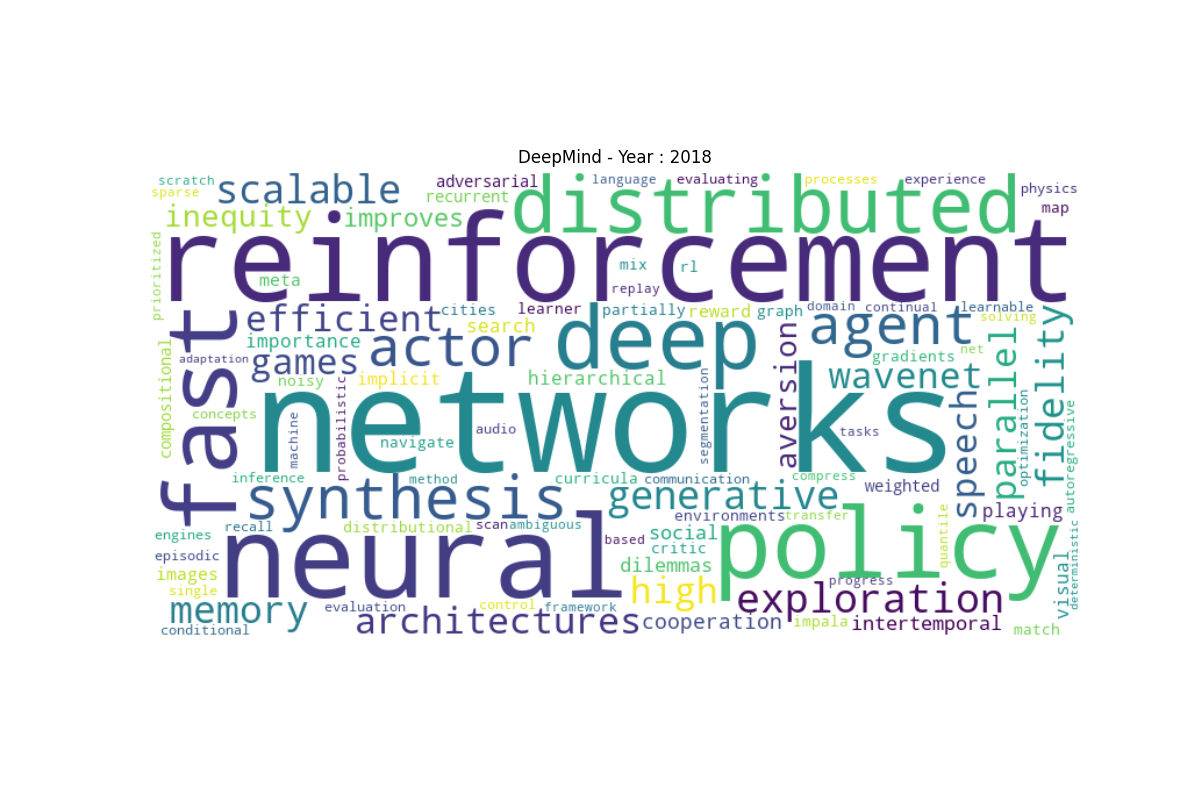 DeepMind - Year : 2018
scratch
sparse
scalable
adversarial
recurrent
language
evaluating
processes
experience
physics
map
inequity
improves
distributed
reinforcement
prioritized
meta
mix
rl
replay
fast
efficient
cities
learner
partially
reward
graph
domain
continual
learnable
solving
importance
search
actor
deep
agent
games
adaptation
compositional
noisy
implicit
hierarchical
aversion
gradients
net
wavenet
parallel
fidelity
concepts
machine
probabilistic
navigate
audio
networks
segmentation
tasks
speech
optimization
autoregressive
inference
method
curricula
communication
compress
weighted
synthesis
generative
playing
engines
recall
distributional
scan
ambiguous
environments
transfer
social
critic
based
episodic
neural
policy
quantile
deterministic
visual
images
single
dilemmas
high
progress
exploration
memory
evaluation
control
framework
conditional
architectures
cooperation
impala
intertemporal
match